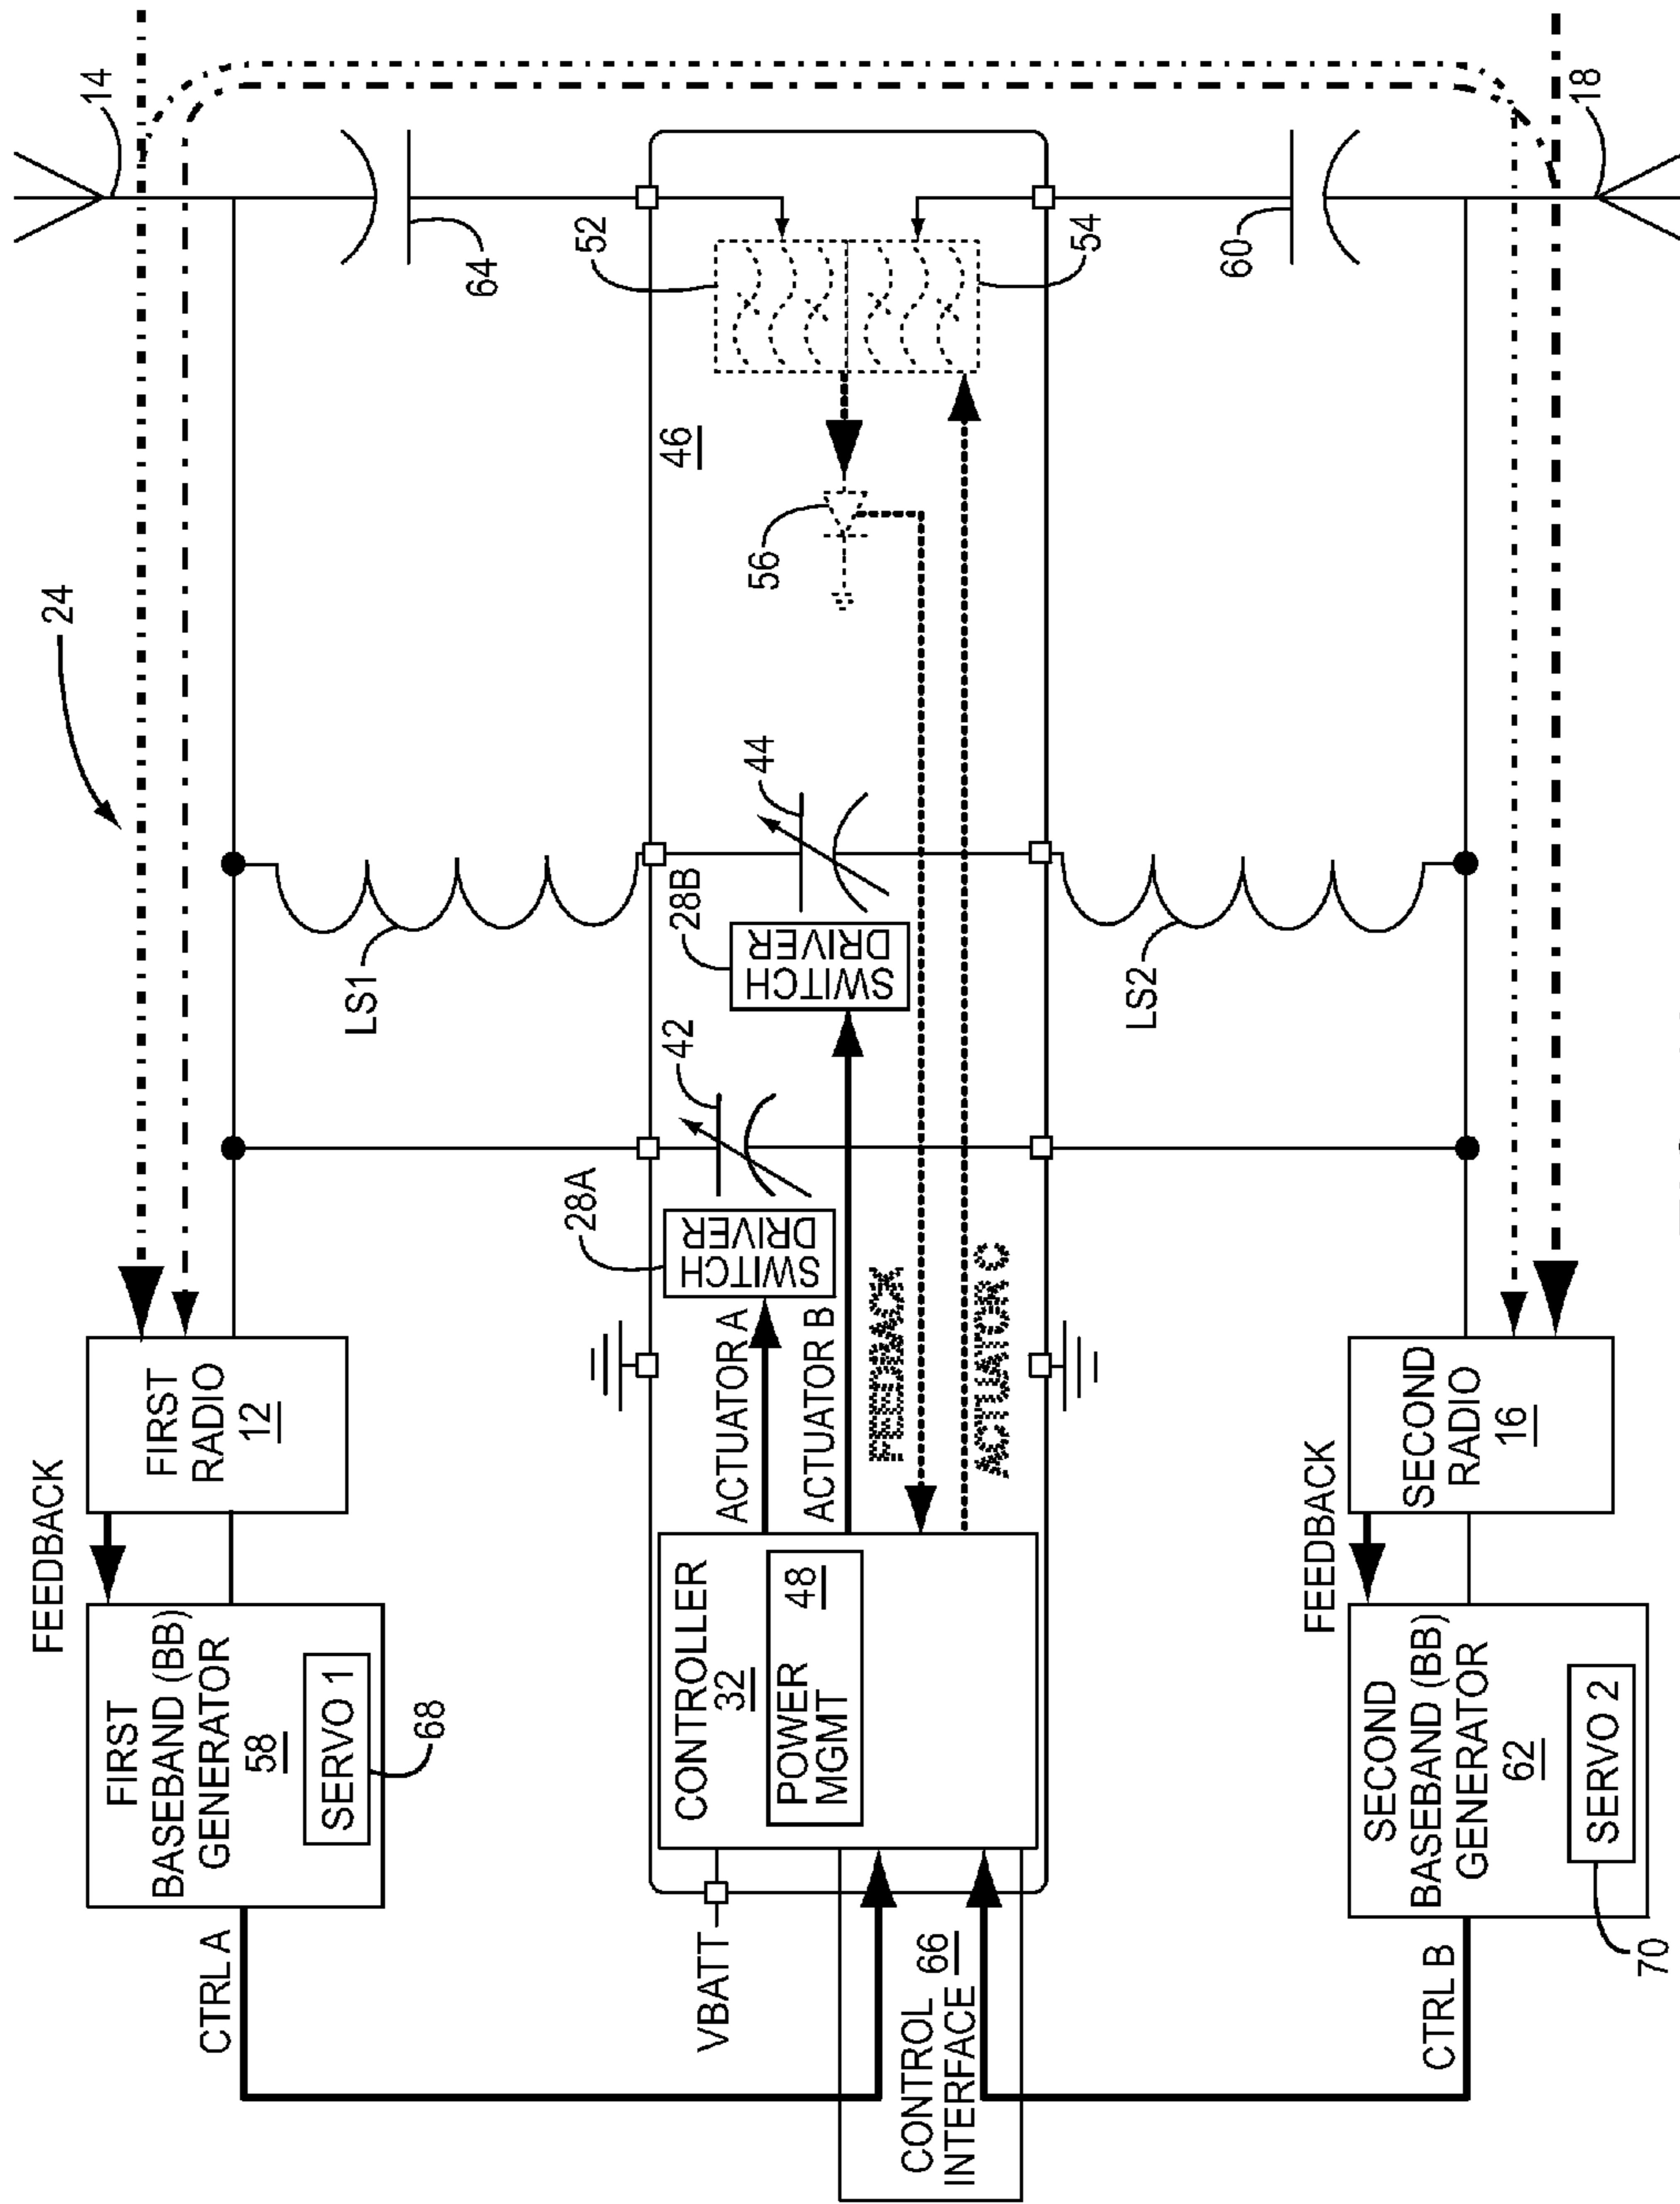 FEEDBACK
FIRST
BASEBAND (BB)
GENERATOR
58
SERVO 1
68
FIRST
RADIO
12
24
14
CTRL A
LS1
64
VBATT
CONTROLLER
32
POWER
MGMT
48
ACTUATOR A
ACTUATOR B
FEEDBACK
ACTUATOR C
28A
SWITCH
DRIVER
42
28B
SWITCH
DRIVER
44
46
56
52
54
CONTROL
INTERFACE
66
LS2
60
CTRL B
FEEDBACK
SECOND
BASEBAND (BB)
GENERATOR
62
SERVO 2
70
SECOND
RADIO
16
18